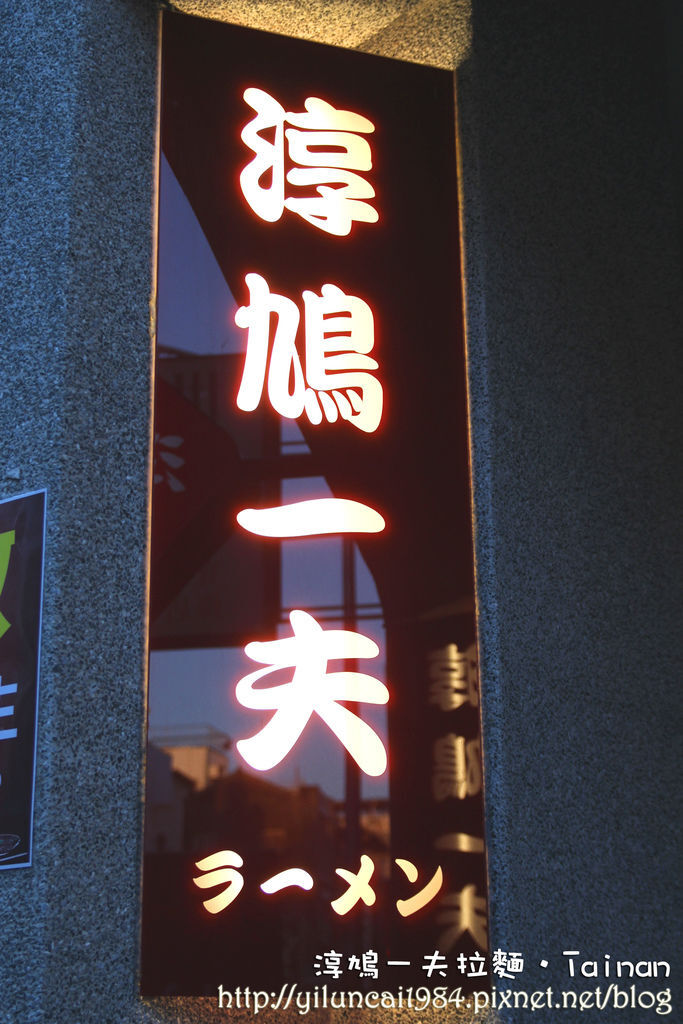 淳鳩一夫
ラーメン
淳鳩一夫拉麵・Tainan
http://yiluncai1984.pixnet.net/blog